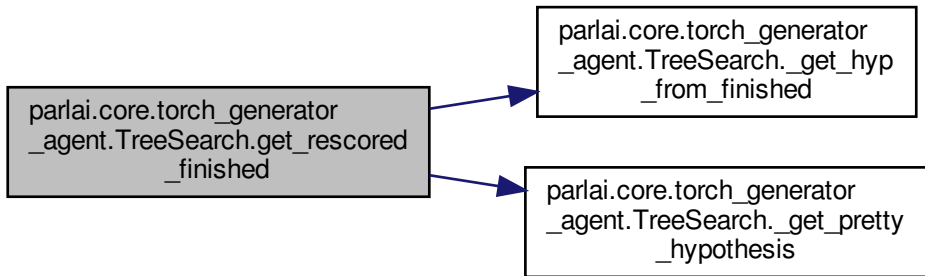 parlai.core.torch_generator
_agent.TreeSearch.get_rescored
_finished
parlai.core.torch_generator
_agent.TreeSearch._get_hyp
_from_finished
parlai.core.torch_generator
_agent.TreeSearch._get_pretty
_hypothesis